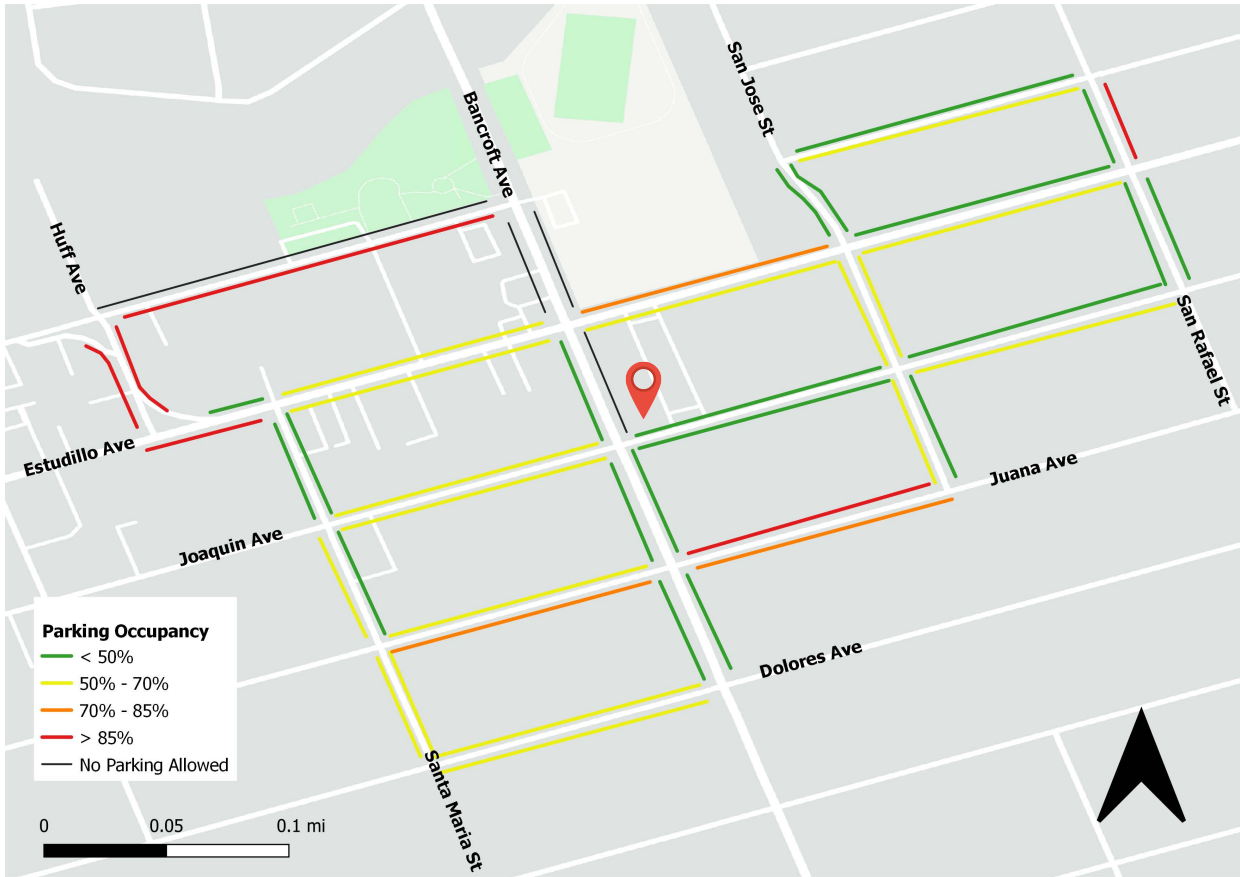 San Jose St
Bancroft Ave
Huff Ave
San Rafael St
Estudillo Ave
Juana Ave
Joaquin Ave
Dolores Ave
Santa Maria St
Parking Occupancy
< 50%
50% - 70%
70% - 85%
> 85%
No Parking Allowed
0 0.05 0.1 mi